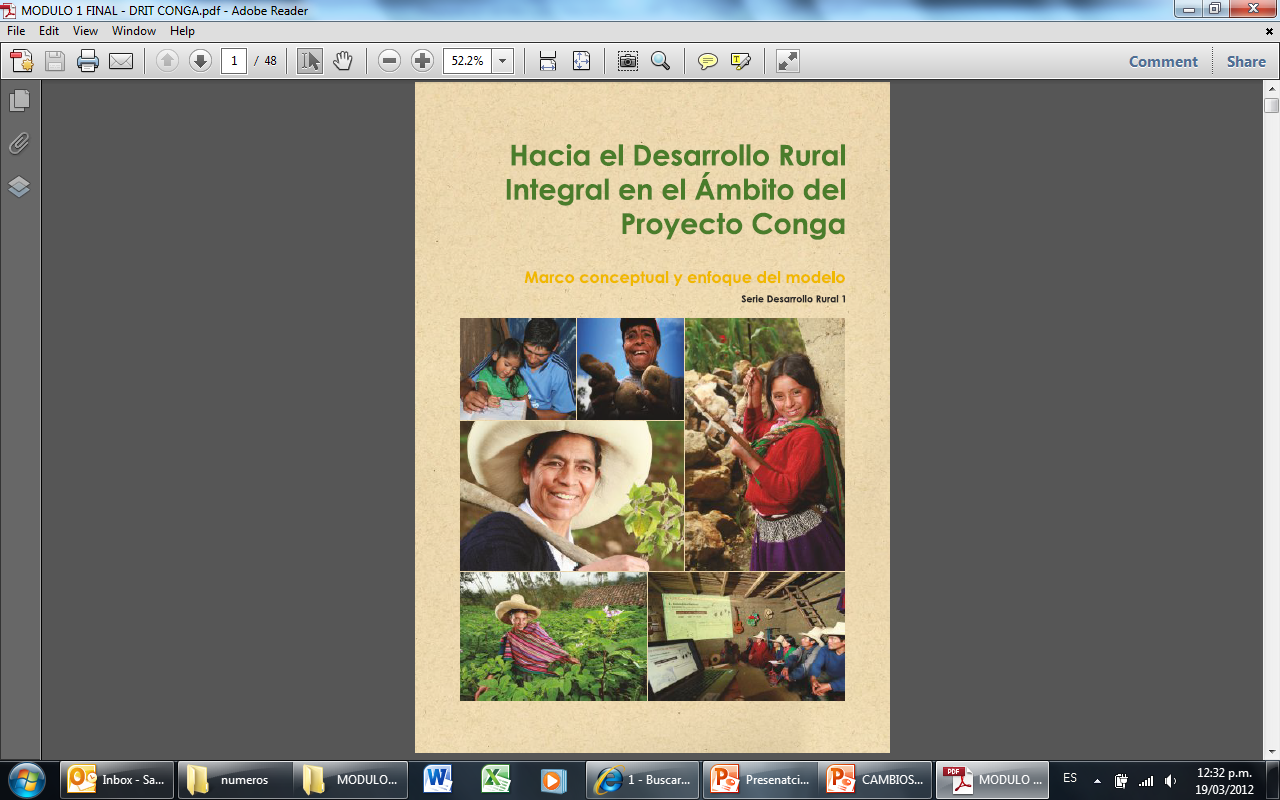 MODULO 1 FINAL - DRIT CONGA.pdf - Adobe Reader
File Edit View Window Help
1 / 48 52.2% Comment Share
Hacia el Desarrollo Rural
Integral en el Ámbito del
Proyecto Conga
Marco conceptual y enfoque del modelo
Serie Desarrollo Rural 1
Inbox - Sa... numeros MODULO... 1 - Buscar... Presenatci... CAMBIOS... MODULO ... ES 12:32 p.m.
19/03/2012